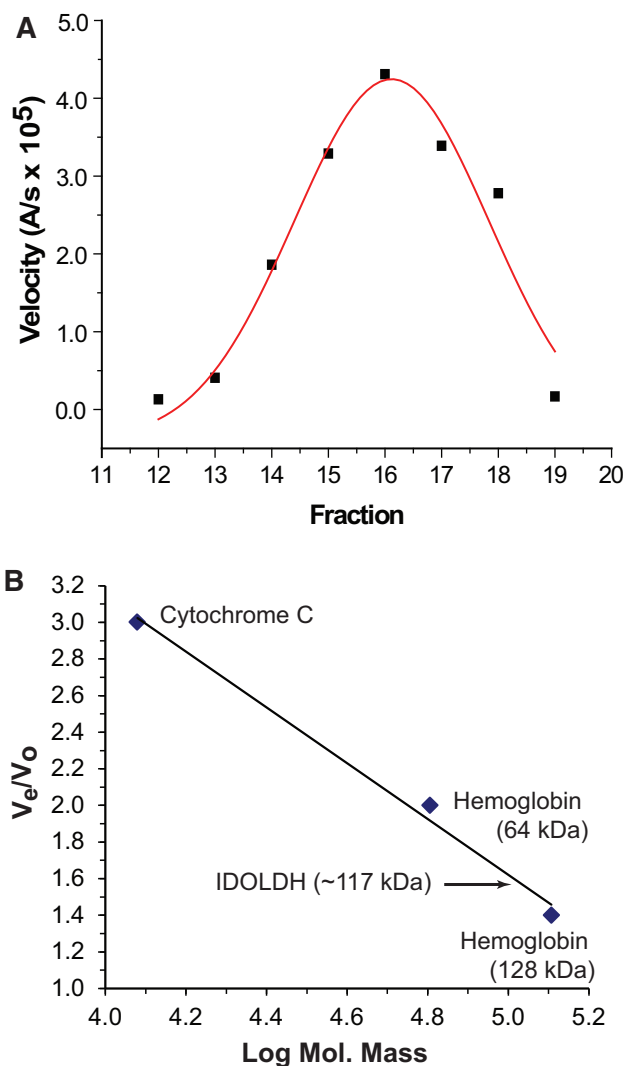 A
Velocity (A/s x 10⁵)
5.0
4.0
3.0
2.0
1.0
0.0
11 12 13 14 15 16 17 18 19 20
Fraction
B
Ve/Vo
3.2
3.0
2.8
2.6
2.4
2.2
2.0
1.8
1.6
1.4
1.2
1.0
Cytochrome C
Hemoglobin
(64 kDa)
IDOLDH (~117 kDa)
Hemoglobin
(128 kDa)
4.0 4.2 4.4 4.6 4.8 5.0 5.2
Log Mol. Mass